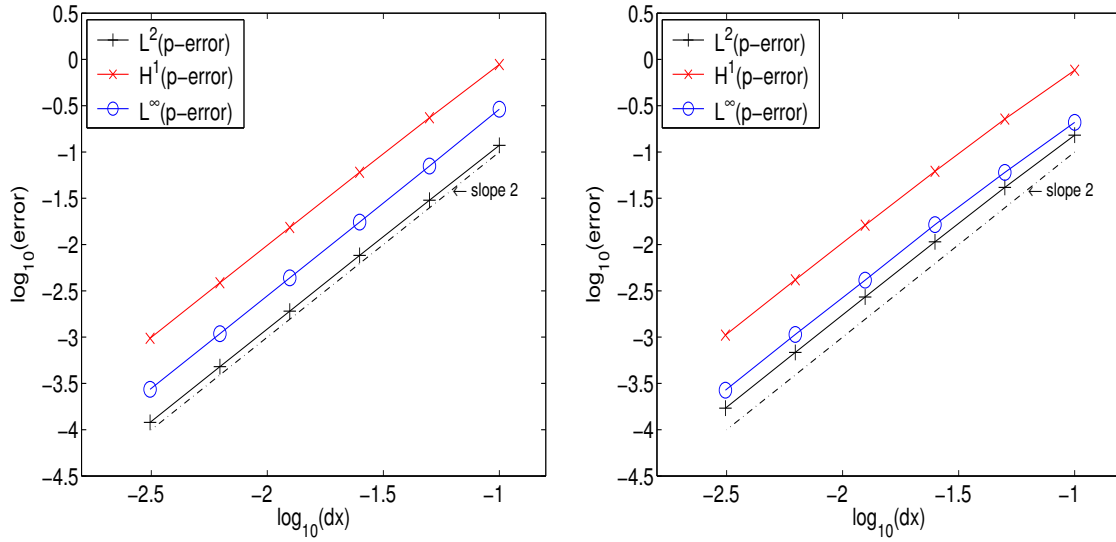 L²(p−error)
H¹(p−error)
L∞(p−error)
0.5
0
−0.5
−1
−1.5
−2
−2.5
−3
−3.5
−4
−4.5
log₁₀(error)
← slope 2
−2.5
−2
−1.5
−1
log₁₀(dx)
L²(p−error)
H¹(p−error)
L∞(p−error)
0.5
0
−0.5
−1
−1.5
−2
−2.5
−3
−3.5
−4
−4.5
log₁₀(error)
← slope 2
−2.5
−2
−1.5
−1
log₁₀(dx)